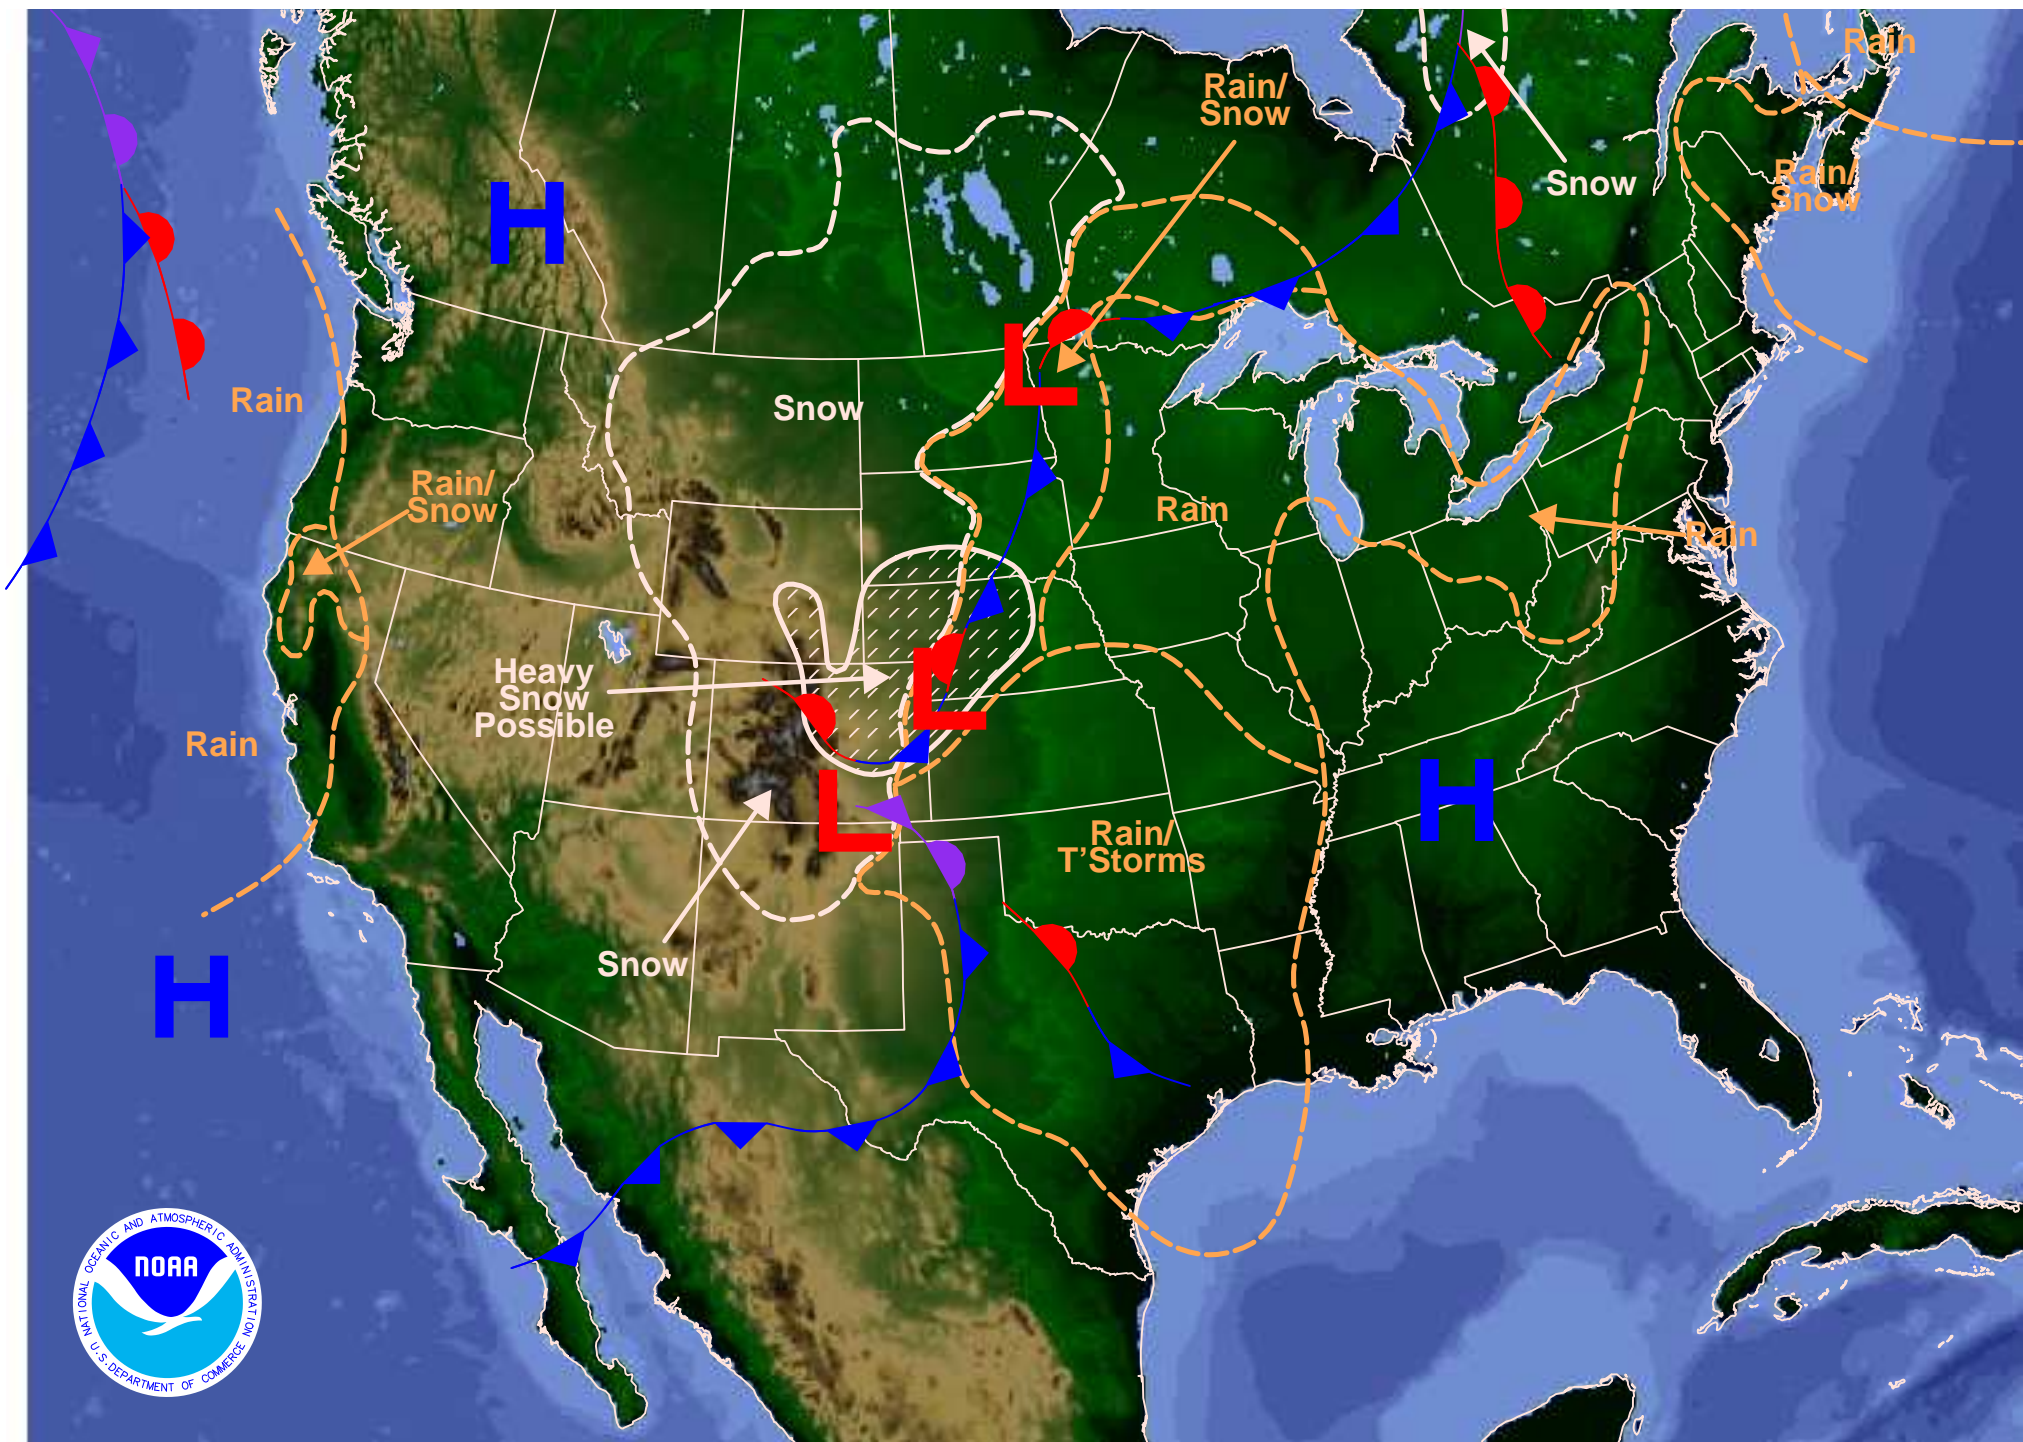 Rain
Rain/
Snow
Snow
Rain/
Snow
H
L
Rain
Snow
Rain/
Snow
Rain
Rain
Heavy
Snow
Possible
L
Rain
L
H
Rain/
T'Storms
Snow
H
NATIONAL OCEANIC AND ATMOSPHERIC ADMINISTRATION
NOAA
U.S. DEPARTMENT OF COMMERCE